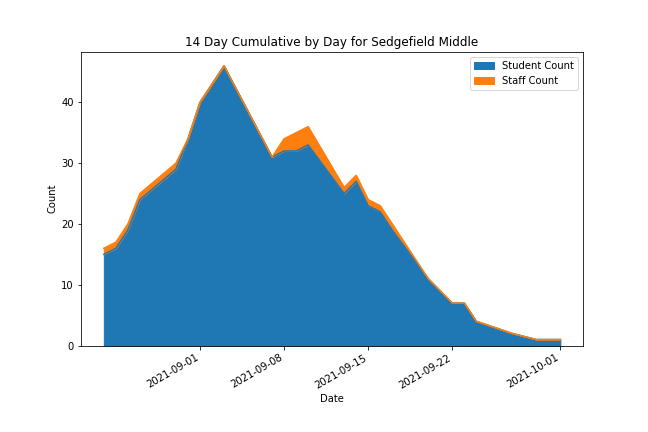 14 Day Cumulative by Day for Sedgefield Middle
Student Count
Staff Count
Count
40
30
20
10
0
2021-09-01
2021-09-08
2021-09-15
2021-09-22
2021-10-01
Date